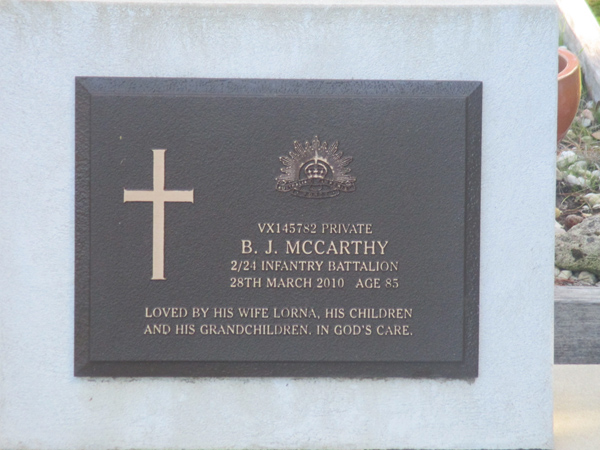 VX145782 PRIVATE
B. J. MCCARTHY
2/24 INFANTRY BATTALION
28TH MARCH 2010 AGE 85
LOVED BY HIS WIFE LORNA, HIS CHILDREN
AND HIS GRANDCHILDREN. IN GOD'S CARE.